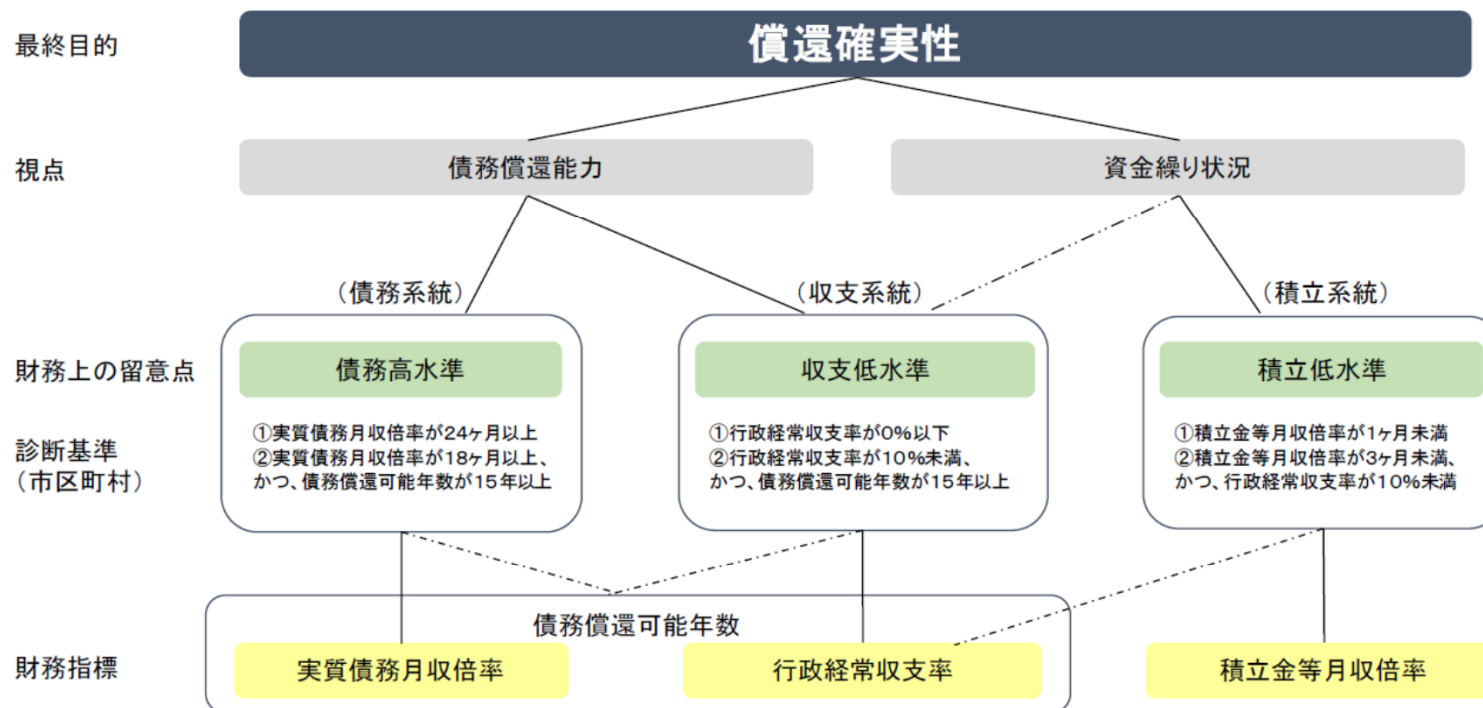 最終目的
償還確実性
視点
債務償還能力
資金繰り状況
（債務系統）
（収支系統）
（積立系統）
財務上の留意点
債務高水準
収支低水準
積立低水準
診断基準
（市区町村）
①実質債務月収倍率が24ヶ月以上
②実質債務月収倍率が18ヶ月以上、
かつ、債務償還可能年数が15年以上
①行政経常収支率が0%以下
②行政経常収支率が10%未満、
かつ、債務償還可能年数が15年以上
①積立金等月収倍率が1ヶ月未満
②積立金等月収倍率が3ヶ月未満、
かつ、行政経常収支率が10%未満
債務償還可能年数
財務指標
実質債務月収倍率
行政経常収支率
積立金等月収倍率